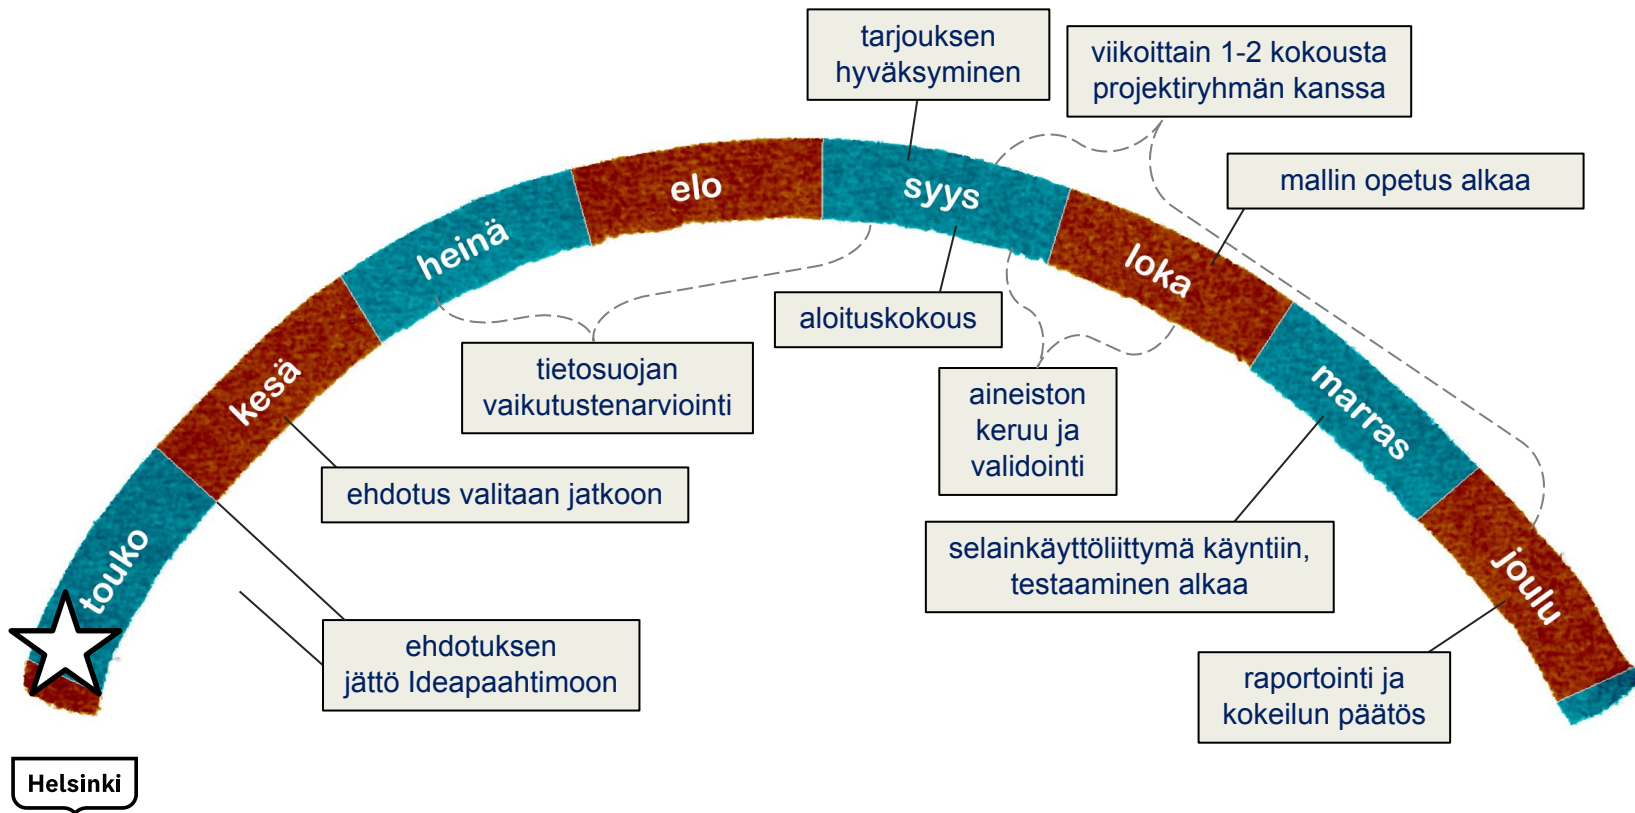 tarjouksen
hyväksyminen
viikoittain 1-2 kokousta
projektiryhmän kanssa
mallin opetus alkaa
elo
syys
heinä
loka
aloituskokous
tietosuojan
vaikutustenarviointi
kesä
aineiston
keruu ja
validointi
marras
ehdotus valitaan jatkoon
selainkäyttöliittymä käyntiin,
testaaminen alkaa
touko
joulu
ehdotuksen
jättö Ideapaahtimoon
raportointi ja
kokeilun päätös
Helsinki